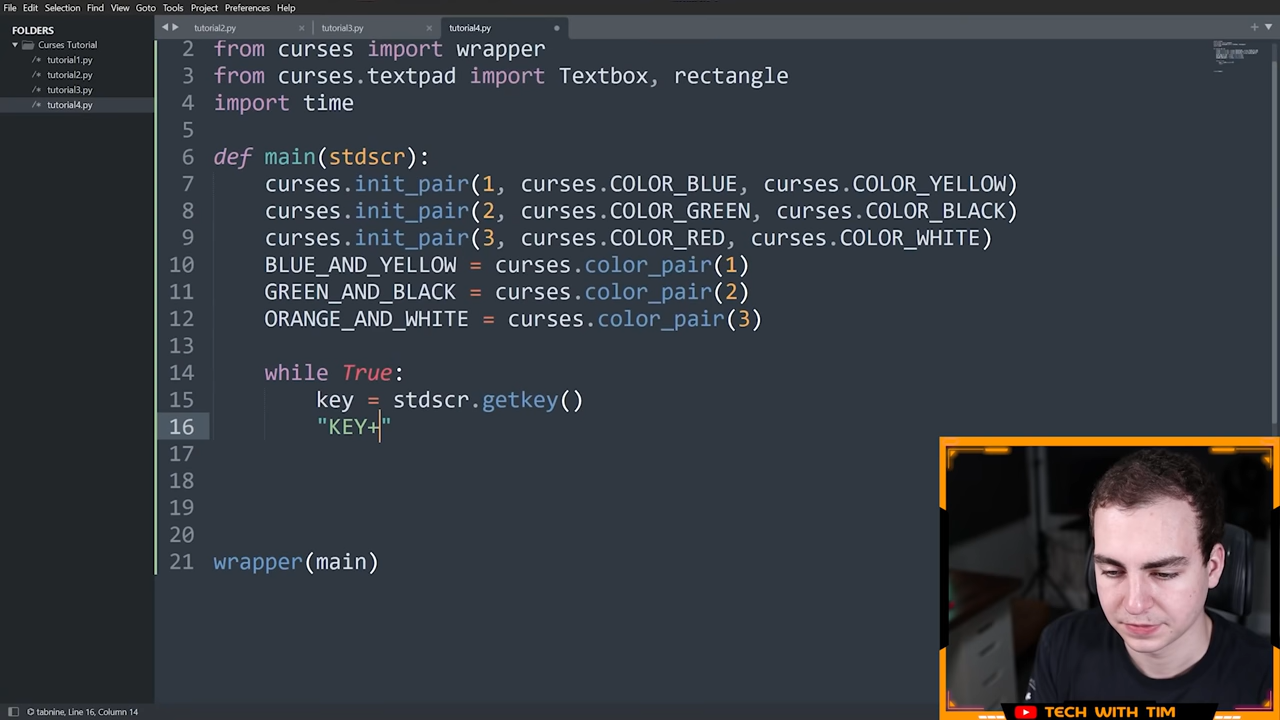 File Edit Selection Find View Goto Tools Project Preferences Help
FOLDERS
Curses Tutorial
tutorial1.py
tutorial2.py
tutorial3.py
tutorial4.py
tutorial2.py tutorial3.py tutorial4.py
2 from curses import wrapper
3 from curses.textpad import Textbox, rectangle
4 import time
5
6 def main(stdscr):
7 curses.init_pair(1, curses.COLOR_BLUE, curses.COLOR_YELLOW)
8 curses.init_pair(2, curses.COLOR_GREEN, curses.COLOR_BLACK)
9 curses.init_pair(3, curses.COLOR_RED, curses.COLOR_WHITE)
10 BLUE_AND_YELLOW = curses.color_pair(1)
11 GREEN_AND_BLACK = curses.color_pair(2)
12 ORANGE_AND_WHITE = curses.color_pair(3)
13
14 while True:
15 key = stdscr.getkey()
16 "KEY+"
17
18
19
20
21 wrapper(main)
tabnine, Line 16, Column 14
TECH WITH TIM